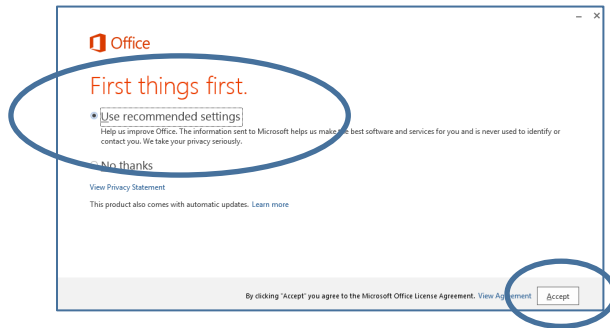 Office
First things first.
Use recommended settings
Help us improve Office. The information sent to Microsoft helps us make the best software and services for you and is never used to identify or
contact you. We take your privacy seriously.
No thanks
View Privacy Statement
This product also comes with automatic updates. Learn more
By clicking "Accept" you agree to the Microsoft Office License Agreement. View Agreement Accept